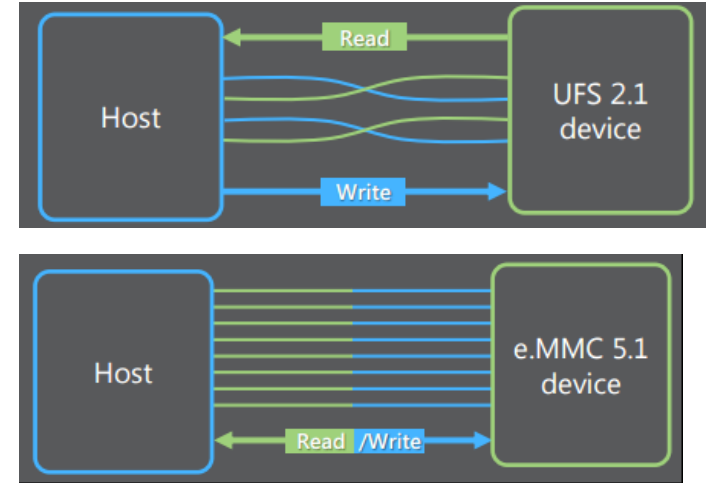 Read
Host
UFS 2.1
device
Write
Host
e.MMC 5.1
device
Read /Write